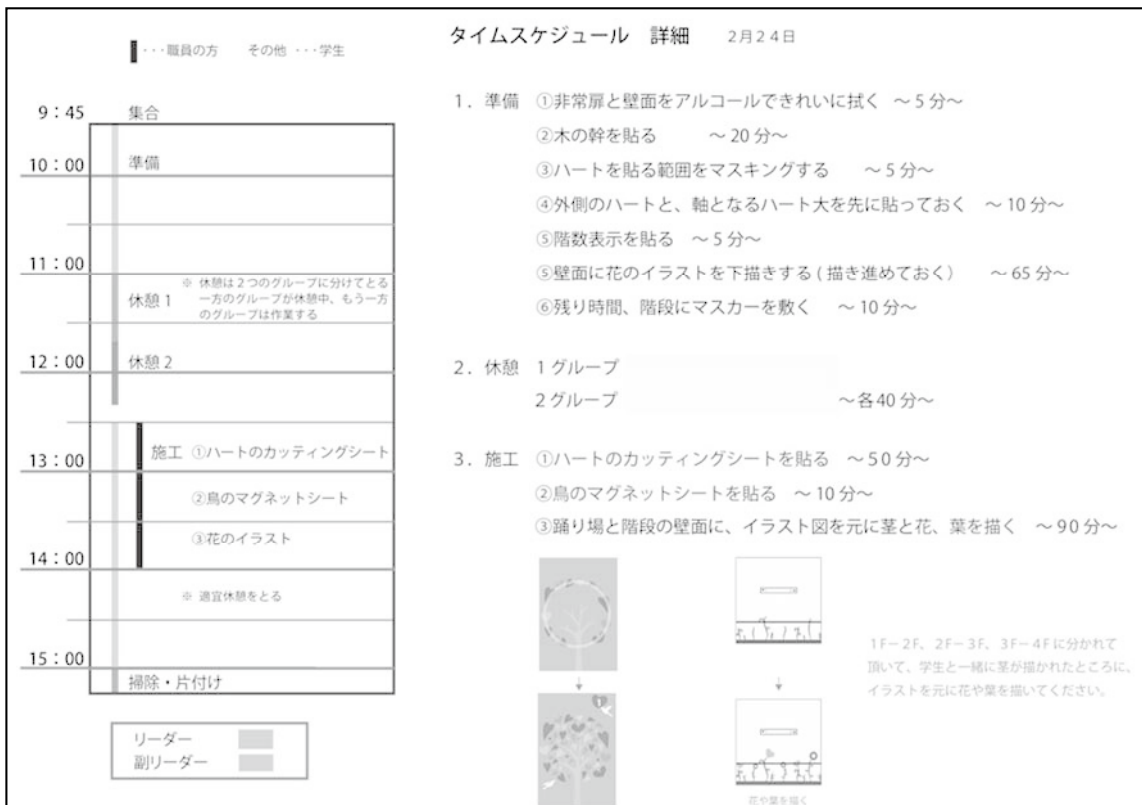 ・・・職員の方 その他 ・・・学生
9：45 集合
準備
10：00
11：00
休憩 1
※ 休憩は２つのグループに分けてとる
一方のグループが休憩中、もう一方
のグループは作業する
12：00 休憩 2
施工 ①ハートのカッティングシート
13：00
②鳥のマグネットシート
③花のイラスト
14：00
※ 適宜休憩をとる
15：00
掃除・片付け
リーダー
副リーダー
タイムスケジュール 詳細 2月２４日
1．準備 ①非常扉と壁面をアルコールできれいに拭く ～５分～
②木の幹を貼る ～20 分～
③ハートを貼る範囲をマスキングする ～５分～
④外側のハートと、軸となるハート大を先に貼っておく ～10 分～
⑤階数表示を貼る ～５分～
⑤壁面に花のイラストを下描きする ( 描き進めておく） ～65 分～
⑥残り時間、階段にマスカーを敷く ～10 分～
2．休憩 1 グループ
2 グループ ～各40 分～
3．施工 ①ハートのカッティングシートを貼る ～５０分～
②鳥のマグネットシートを貼る ～10 分～
③踊り場と階段の壁面に、イラスト図を元に茎と花、葉を描く ～９０分～
1
1F－2F、2F－3F、3F－4F に分かれて
頂いて、学生と一緒に茎が描かれたところに、
イラストを元に花や葉を描いてください。
花や葉を描く